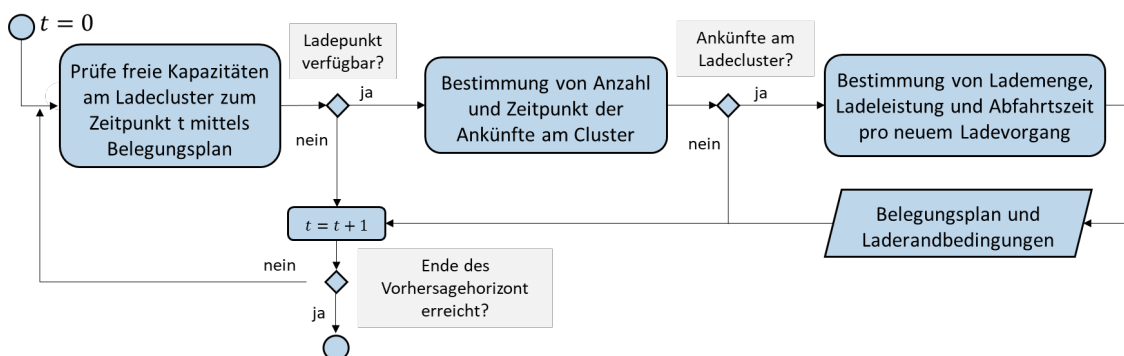 t = 0
Prüfe freie Kapazitäten
am Ladecluster zum
Zeitpunkt t mittels
Belegungsplan
Ladepunkt
verfügbar?
ja
nein
Bestimmung von Anzahl
und Zeitpunkt der
Ankünfte am Cluster
Ankünfte am
Ladecluster?
ja
nein
Bestimmung von Lademenge,
Ladeleistung und Abfahrtszeit
pro neuem Ladevorgang
Belegungsplan und
Laderandbedingungen
t = t + 1
nein
Ende des
Vorhersagehorizont
erreicht?
ja